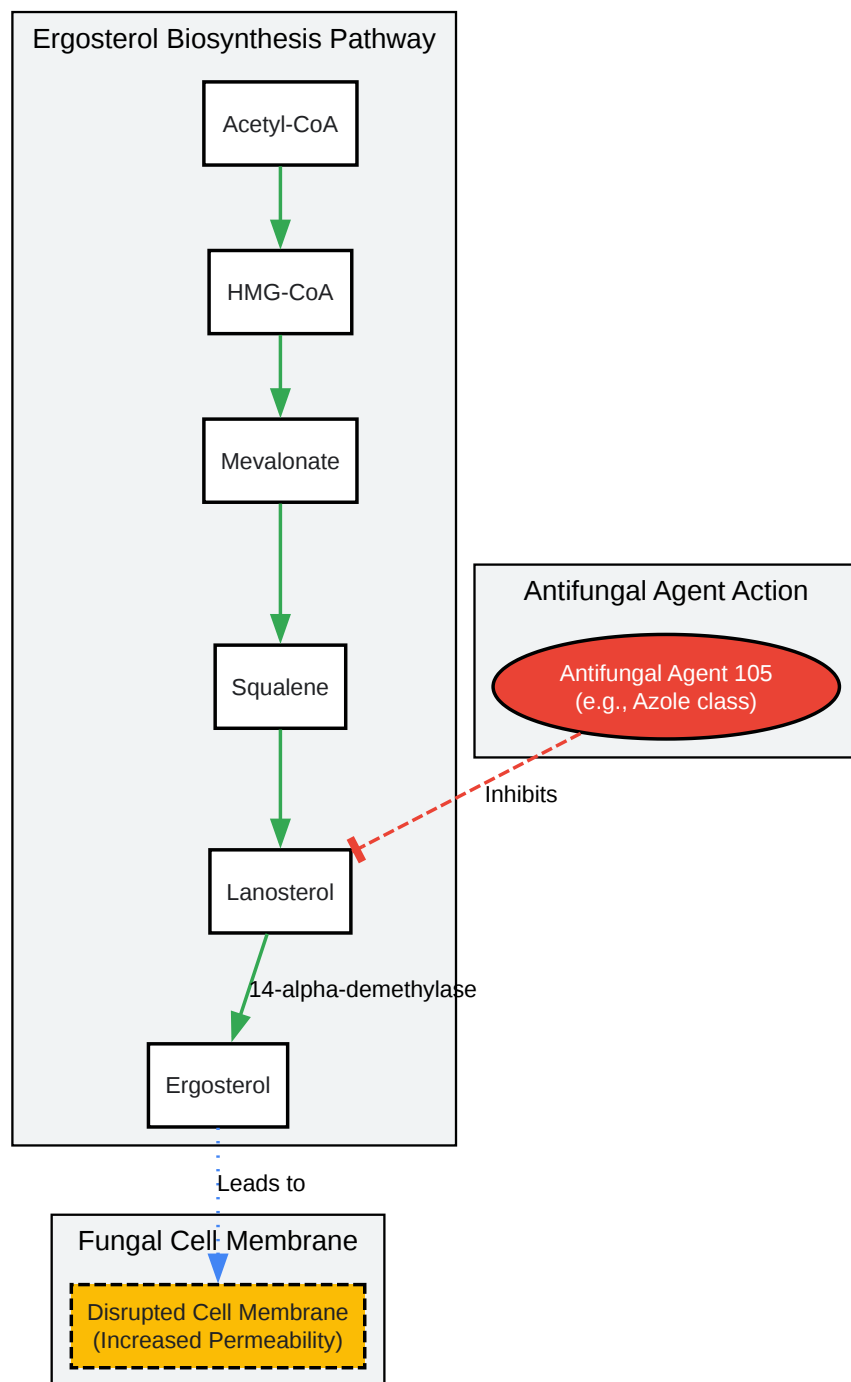 Ergosterol Biosynthesis Pathway
Acetyl-CoA
HMG-CoA
Mevalonate
Squalene
Antifungal Agent Action
Antifungal Agent 105
(e.g., Azole class)
Inhibits
Lanosterol
14-alpha-demethylase
Ergosterol
Leads to
Fungal Cell Membrane
Disrupted Cell Membrane
(Increased Permeability)